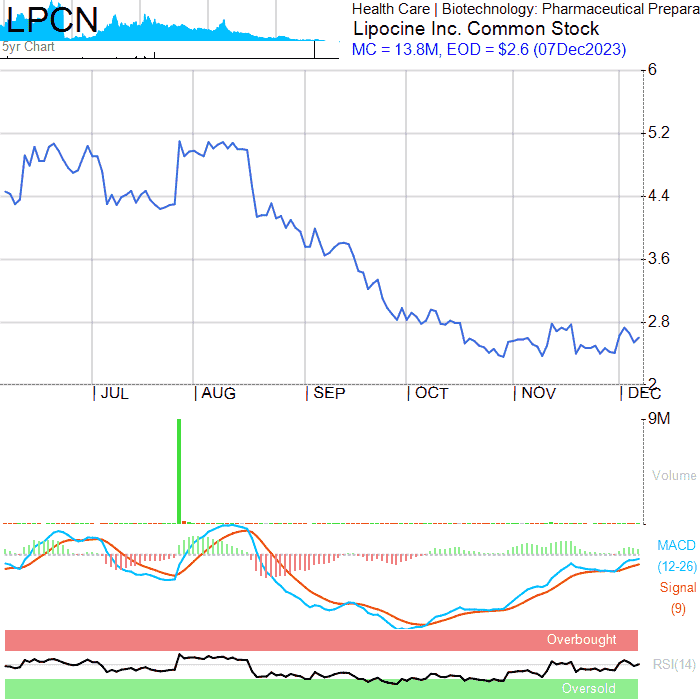 LPCN
5yr Chart
Health Care | Biotechnology: Pharmaceutical Prepara
Lipocine Inc. Common Stock
MC = 13.8M, EOD = $2.6 (07Dec2023)
6
5.2
4.4
3.6
2.8
2
JUL AUG SEP OCT NOV DEC
9M
Volume
MACD
(12-26)
Signal
(9)
Overbought
RSI(14)
Oversold